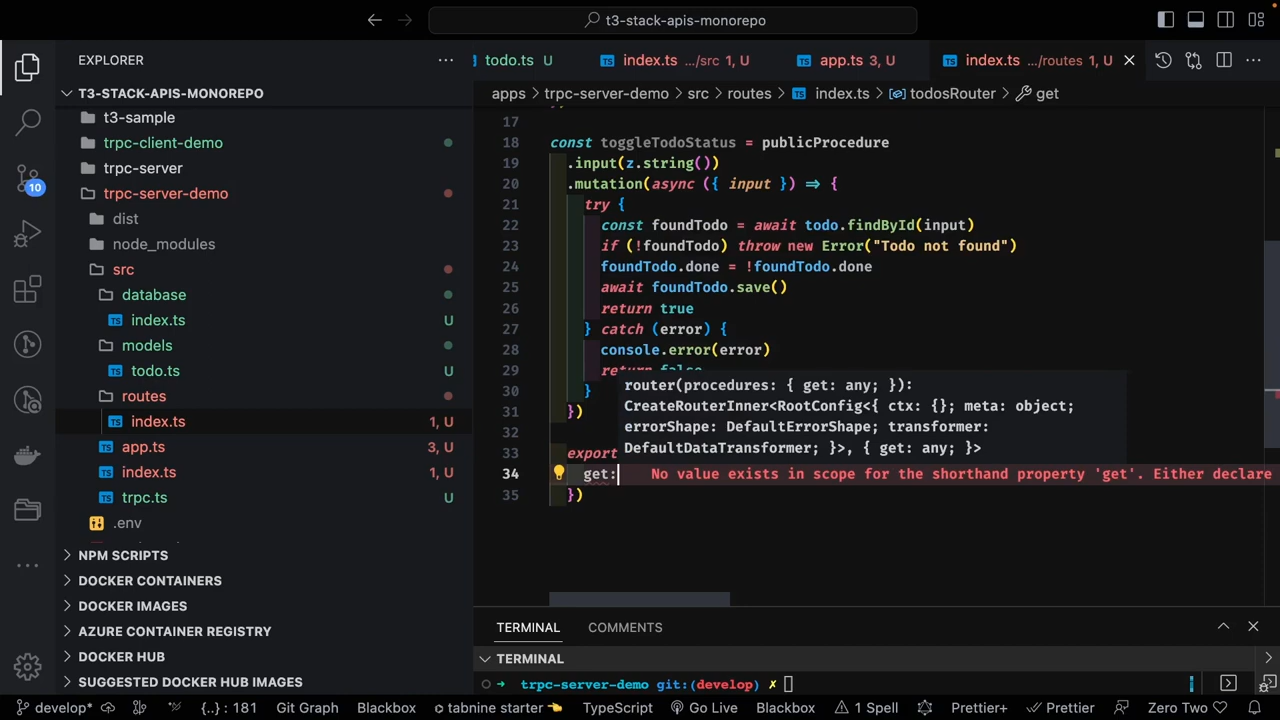 t3-stack-apis-monorepo
EXPLORER
T3-STACK-APIS-MONOREPO
t3-sample
trpc-client-demo
trpc-server
trpc-server-demo
dist
node_modules
src
database
index.ts U
models
todo.ts U
routes
index.ts 1, U
app.ts 3, U
index.ts 1, U
trpc.ts U
.env
NPM SCRIPTS
DOCKER CONTAINERS
DOCKER IMAGES
AZURE CONTAINER REGISTRY
DOCKER HUB
SUGGESTED DOCKER HUB IMAGES
10
todo.ts U
index.ts .../src 1, U
app.ts 3, U
index.ts .../routes 1, U
apps > trpc-server-demo > src > routes > index.ts > todosRouter > get
17
18 const toggleTodoStatus = publicProcedure
19 .input(z.string())
20 .mutation(async ({ input }) => {
21 try {
22 const foundTodo = await todo.findById(input)
23 if (!foundTodo) throw new Error("Todo not found")
24 foundTodo.done = !foundTodo.done
25 await foundTodo.save()
26 return true
27 } catch (error) {
28 console.error(error)
29 return false
30 }
31 })
32
33 export
34 get: No value exists in scope for the shorthand property 'get'. Either declare
35 })
router(procedures: { get: any; }):
CreateRouterInner<RootConfig<{ ctx: {}; meta: object;
errorShape: DefaultErrorShape; transformer:
DefaultDataTransformer; }>, { get: any; }>
TERMINAL COMMENTS
TERMINAL
trpc-server-demo git:(develop) ✗
develop* {..} : 181 Git Graph Blackbox tabnine starter TypeScript Go Live Blackbox 1 Spell Prettier+ Prettier Zero Two